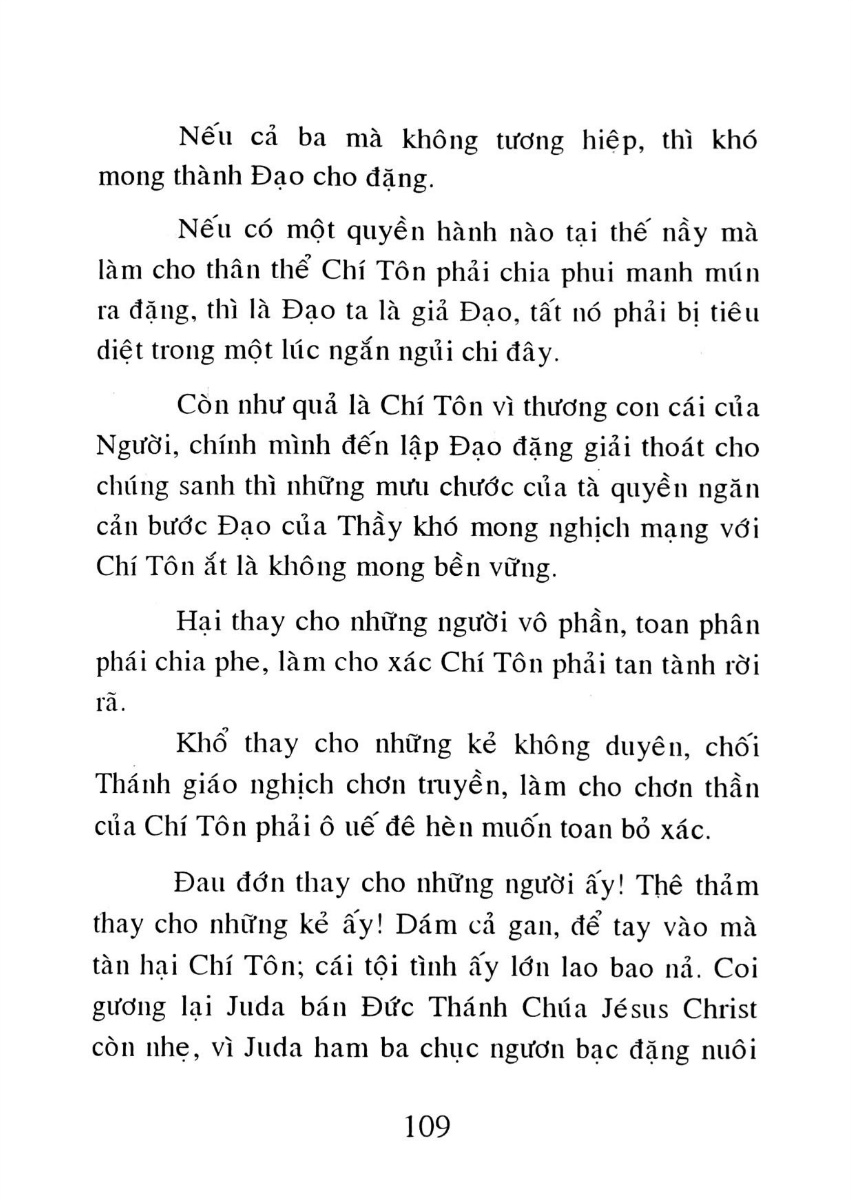 Nếu cả ba mà không tương hiệp, thì khó
mong thành Đạo cho đặng.
Nếu có một quyền hành nào tại thế nầy mà
làm cho thân thể Chí Tôn phải chia phui manh mún
ra đặng, thì là Đạo ta là giả Đạo, tất nó phải bị tiêu
diệt trong một lúc ngắn ngủi chi đây.
Còn như quả là Chí Tôn vì thương con cái của
Người, chính mình đến lập Đạo đặng giải thoát cho
chúng sanh thì những mưu chước của tà quyền ngăn
cản bước Đạo của Thầy khó mong nghịch mạng với
Chí Tôn ắt là không mong bền vững.
Hại thay cho những người vô phần, toan phân
phái chia phe, làm cho xác Chí Tôn phải tan tành rời
rã.
Khổ thay cho những kẻ không duyên, chối
Thánh giáo nghịch chơn truyền, làm cho chơn thần
của Chí Tôn phải ô uế đê hèn muốn toan bỏ xác.
Đau đớn thay cho những người ấy! Thê thảm
thay cho những kẻ ấy! Dám cả gan, để tay vào mà
tàn hại Chí Tôn; cái tội tình ấy lớn lao bao nả. Coi
gương lại Juda bán Đức Thánh Chúa Jésus Christ
còn nhẹ, vì Juda ham ba chục ngươn bạc đặng nuôi
109